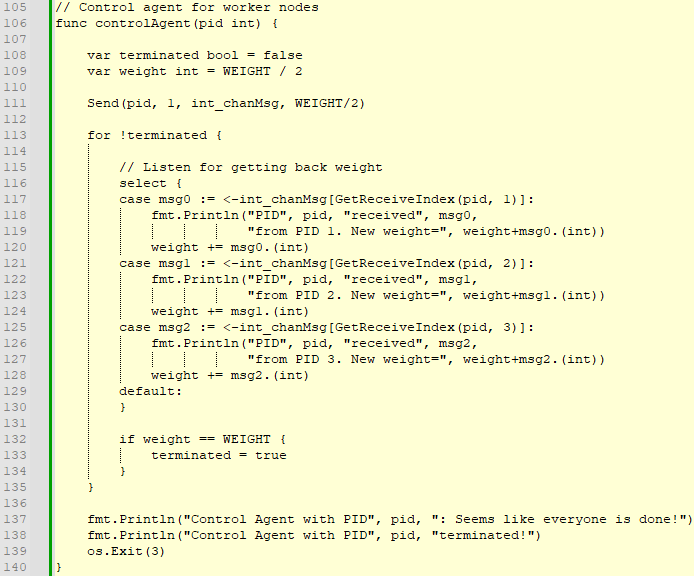 105 // Control agent for worker nodes
106 func controlAgent(pid int) {
107
108     var terminated bool = false
109     var weight int = WEIGHT / 2
110
111     Send(pid, 1, int_chanMsg, WEIGHT/2)
112
113     for !terminated {
114
115         // Listen for getting back weight
116         select {
117         case msg0 := <-int_chanMsg[GetReceiveIndex(pid, 1)]:
118             fmt.Println("PID", pid, "received", msg0,
119                         "from PID 1. New weight=", weight+msg0.(int))
120             weight += msg0.(int)
121         case msg1 := <-int_chanMsg[GetReceiveIndex(pid, 2)]:
122             fmt.Println("PID", pid, "received", msg1,
123                         "from PID 2. New weight=", weight+msg1.(int))
124             weight += msg1.(int)
125         case msg2 := <-int_chanMsg[GetReceiveIndex(pid, 3)]:
126             fmt.Println("PID", pid, "received", msg2,
127                         "from PID 3. New weight=", weight+msg2.(int))
128             weight += msg2.(int)
129         default:
130         }
131
132         if weight == WEIGHT {
133             terminated = true
134         }
135     }
136
137     fmt.Println("Control Agent with PID", pid, ": Seems like everyone is done!")
138     fmt.Println("Control Agent with PID", pid, "terminated!")
139     os.Exit(3)
140 }